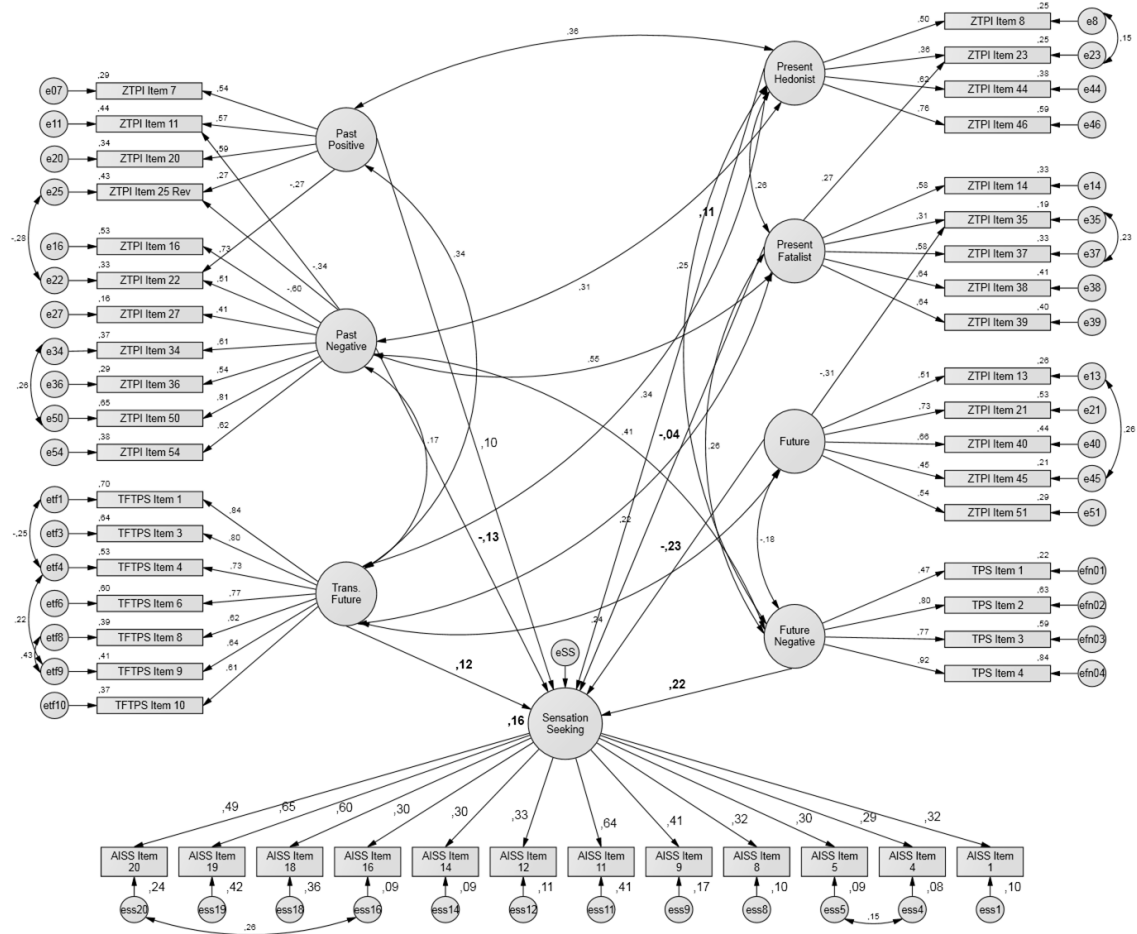 ,36
Past
Positive
Present
Hedonist
,29
e07
ZTPI Item 7
,54
,44
e11
ZTPI Item 11
,57
,34
e20
ZTPI Item 20
,59
,43
e25
ZTPI Item 25 Rev
,27
-,27
-,28
,53
e16
ZTPI Item 16
,73
,33
e22
ZTPI Item 22
,51
-,34
-,60
,16
e27
ZTPI Item 27
,41
Past
Negative
,37
e34
ZTPI Item 34
,61
,29
e36
ZTPI Item 36
,54
,26
,65
e50
ZTPI Item 50
,81
,38
e54
ZTPI Item 54
,62
,70
etf1
TFTPS Item 1
,84
-,25
,64
etf3
TFTPS Item 3
,80
,53
etf4
TFTPS Item 4
,73
,60
etf6
TFTPS Item 6
,77
,22
,39
etf8
TFTPS Item 8
,62
,43
,41
etf9
TFTPS Item 9
,64
,37
etf10
TFTPS Item 10
,61
Trans.
Future
,34
,17
,10
-,13
,12
,31
,55
,34
,41
,11
,25
,26
-,04
,22
,26
-,23
,24
-,18
,22
,50
,25
ZTPI Item 8
e8
,15
,36
,25
ZTPI Item 23
e23
,62
,38
ZTPI Item 44
e44
,76
,59
ZTPI Item 46
e46
,27
Present
Fatalist
,58
,33
ZTPI Item 14
e14
,31
,19
ZTPI Item 35
e35
,23
,58
,33
ZTPI Item 37
e37
,64
,41
ZTPI Item 38
e38
,64
,40
ZTPI Item 39
e39
-,31
Future
,51
,26
ZTPI Item 13
e13
,73
,53
ZTPI Item 21
e21
,66
,44
ZTPI Item 40
e40
,26
,45
,21
ZTPI Item 45
e45
,54
,29
ZTPI Item 51
e51
Future
Negative
,47
,22
TPS Item 1
efn01
,80
,63
TPS Item 2
efn02
,77
,59
TPS Item 3
efn03
,92
,84
TPS Item 4
efn04
eSS
,16
Sensation
Seeking
,49
,65
,60
,30
,30
,33
,64
,41
,32
,30
,29
,32
AISS Item
20
AISS Item
19
AISS Item
18
AISS Item
16
AISS Item
14
AISS Item
12
AISS Item
11
AISS Item
9
AISS Item
8
AISS Item
5
AISS Item
4
AISS Item
1
,24
,42
,36
,09
,09
,11
,41
,17
,10
,09
,08
,10
ess20
ess19
ess18
ess16
ess14
ess12
ess11
ess9
ess8
ess5
ess4
ess1
,26
,15